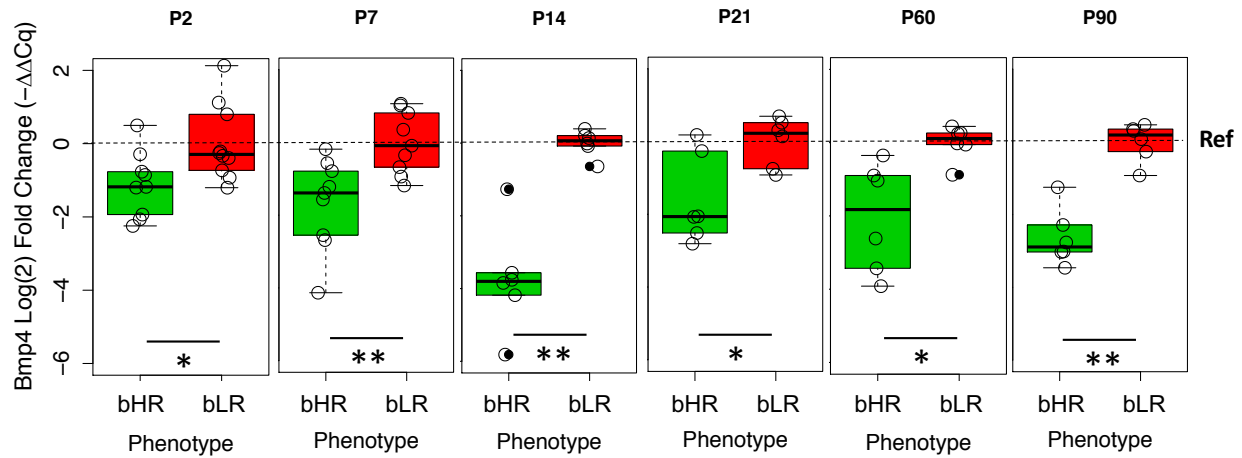 P2 P7 P14 P21 P60 P90
Bmp4 Log(2) Fold Change (−ΔΔCq)
2
0
−2
−4
−6
Ref
* ** ** * * **
bHR bLR bHR bLR bHR bLR bHR bLR bHR bLR bHR bLR
Phenotype Phenotype Phenotype Phenotype Phenotype Phenotype